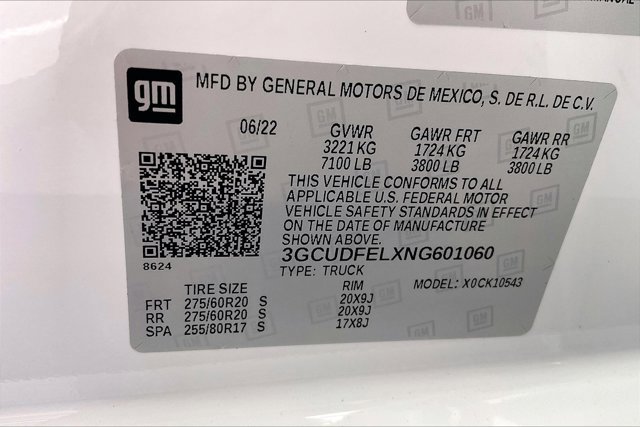 gm
MFD BY GENERAL MOTORS DE MEXICO, S. DE R.L. DE C.V.
06/22 GVWR GAWR FRT GAWR RR
3221 KG 1724 KG 1724 KG
7100 LB 3800 LB 3800 LB
THIS VEHICLE CONFORMS TO ALL
APPLICABLE U.S. FEDERAL MOTOR
VEHICLE SAFETY STANDARDS IN EFFECT
ON THE DATE OF MANUFACTURE
SHOWN ABOVE.
8624
3GCUDFELXNG601060
TYPE: TRUCK MODEL: X0CK10543
TIRE SIZE RIM
FRT 275/60R20 S 20X9J
RR 275/60R20 S 20X9J
SPA 255/80R17 S 17X8J